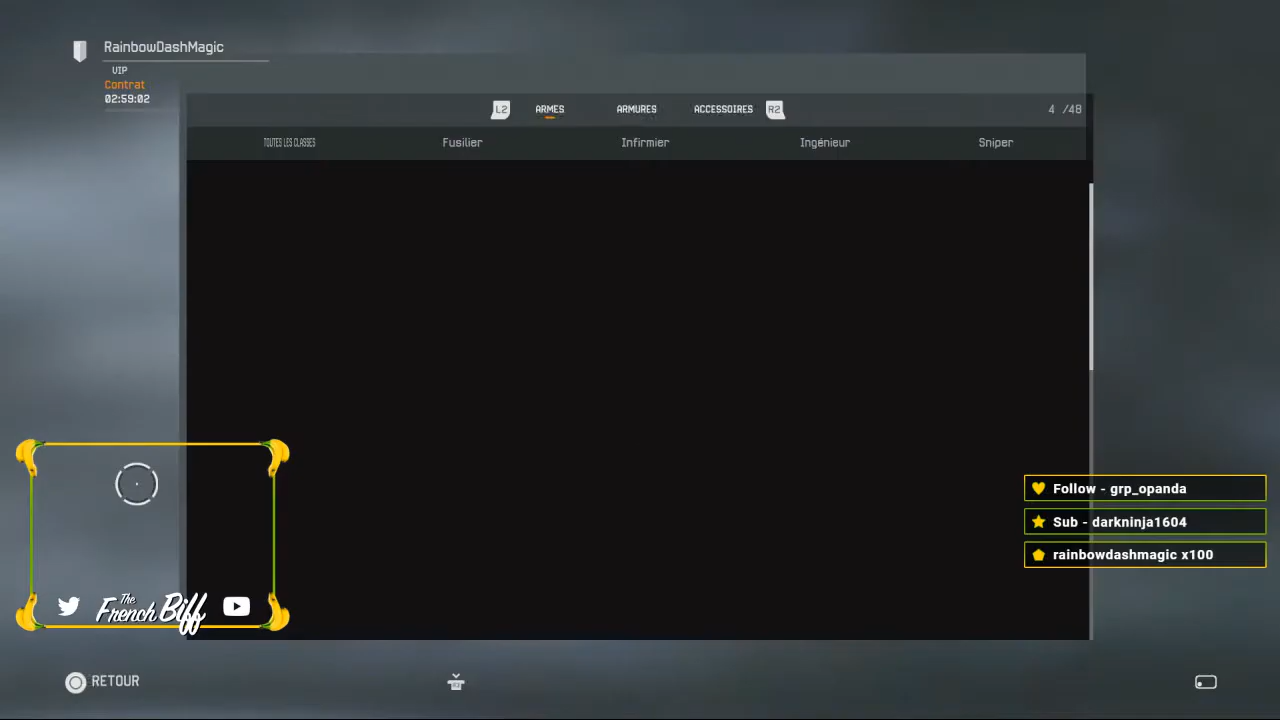 RainbowDashMagic
VIP
Contrat
02:59:02
L2 ARMES ARMURES ACCESSOIRES R2 4 /48
TOUTES LES CLASSES Fusilier Infirmier Ingénieur Sniper
Follow - grp_opanda
Sub - darkninja1604
rainbowdashmagic x100
The
French Biff
RETOUR